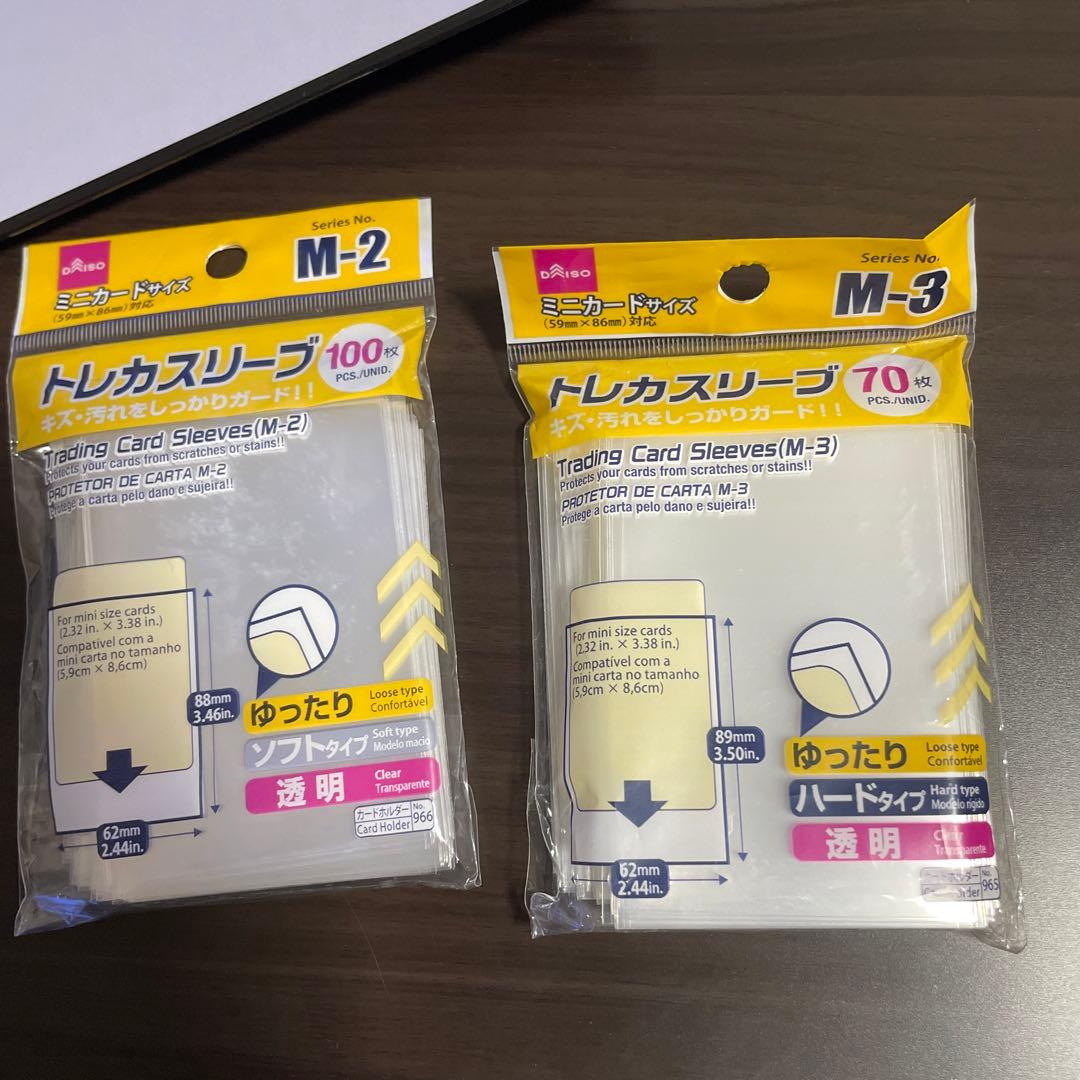 DAISO
Series No.
M-2
ミニカードサイズ
(59mm×86mm)対応
トレカスリーブ
100枚
PCS./UNID.
キズ・汚れをしっかりガード!!
Trading Card Sleeves(M-2)
Protects your cards from scratches or stains!!
PROTETOR DE CARTA M-2
Protege a carta pelo dano e sujeira!!
For mini size cards
(2.32 in. × 3.38 in.)
Compatível com a
mini carta no tamanho
(5,9cm × 8,6cm)
88mm
3.46in.
62mm
2.44in.
ゆったり
Loose type
Confortável
ソフトタイプ
Soft type
Modelo macio
透明
Clear
Transparente
カードホルダー
Card Holder
No.
966
DAISO
Series No.
M-3
ミニカードサイズ
(59mm×86mm)対応
トレカスリーブ
70枚
PCS./UNID.
キズ・汚れをしっかりガード!!
Trading Card Sleeves(M-3)
Protects your cards from scratches or stains!!
PROTETOR DE CARTA M-3
Protege a carta pelo dano e sujeira!!
For mini size cards
(2.32 in. × 3.38 in.)
Compatível com a
mini carta no tamanho
(5,9cm × 8,6cm)
89mm
3.50in.
62mm
2.44in.
ゆったり
Loose type
Confortável
ハードタイプ
Hard type
Modelo rígido
透明
Clear
Transparente
カードホルダー
Card Holder
No.
965